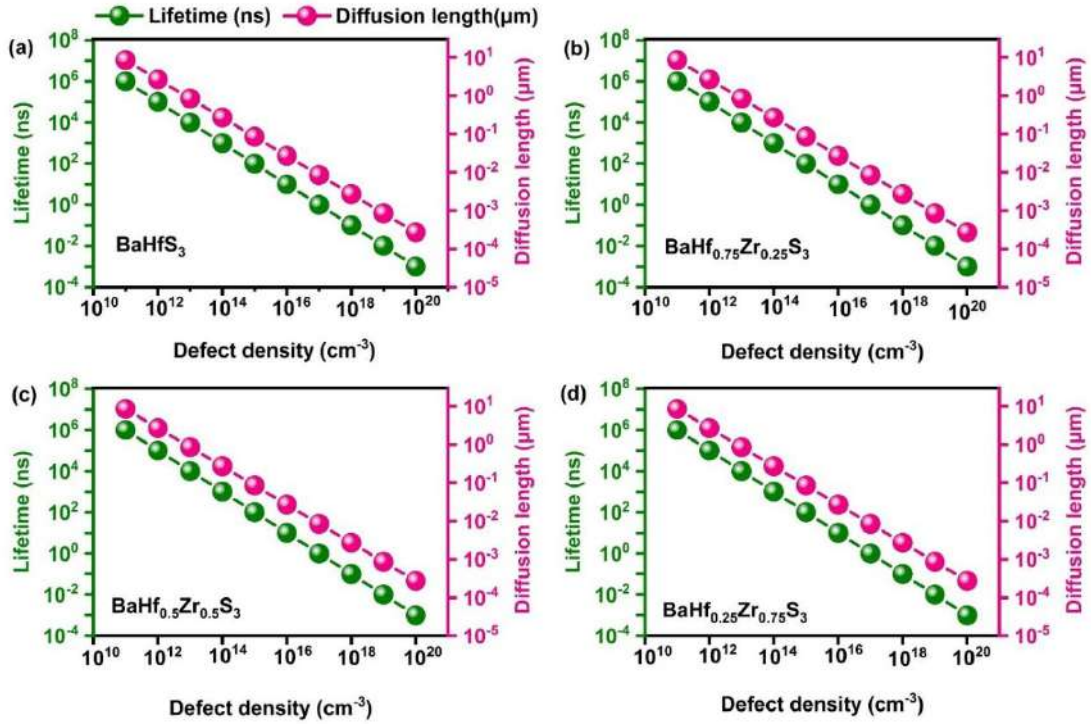 Lifetime (ns) Diffusion length(µm)
(a)
10^8
10^6
10^4
10^2
10^0
10^-2
10^-4
Lifetime (ns)
BaHfS3
10^1
10^0
10^-1
10^-2
10^-3
10^-4
10^-5
Diffusion length (µm)
10^10 10^12 10^14 10^16 10^18 10^20
Defect density (cm^-3)
(b)
10^8
10^6
10^4
10^2
10^0
10^-2
10^-4
Lifetime (ns)
BaHf0.75Zr0.25S3
10^1
10^0
10^-1
10^-2
10^-3
10^-4
10^-5
Diffusion length (µm)
10^10 10^12 10^14 10^16 10^18 10^20
Defect density (cm^-3)
(c)
10^8
10^6
10^4
10^2
10^0
10^-2
10^-4
Lifetime (ns)
BaHf0.5Zr0.5S3
10^1
10^0
10^-1
10^-2
10^-3
10^-4
10^-5
Diffusion length (µm)
10^10 10^12 10^14 10^16 10^18 10^20
Defect density (cm^-3)
(d)
10^8
10^6
10^4
10^2
10^0
10^-2
10^-4
Lifetime (ns)
BaHf0.25Zr0.75S3
10^1
10^0
10^-1
10^-2
10^-3
10^-4
10^-5
Diffusion length (µm)
10^10 10^12 10^14 10^16 10^18 10^20
Defect density (cm^-3)